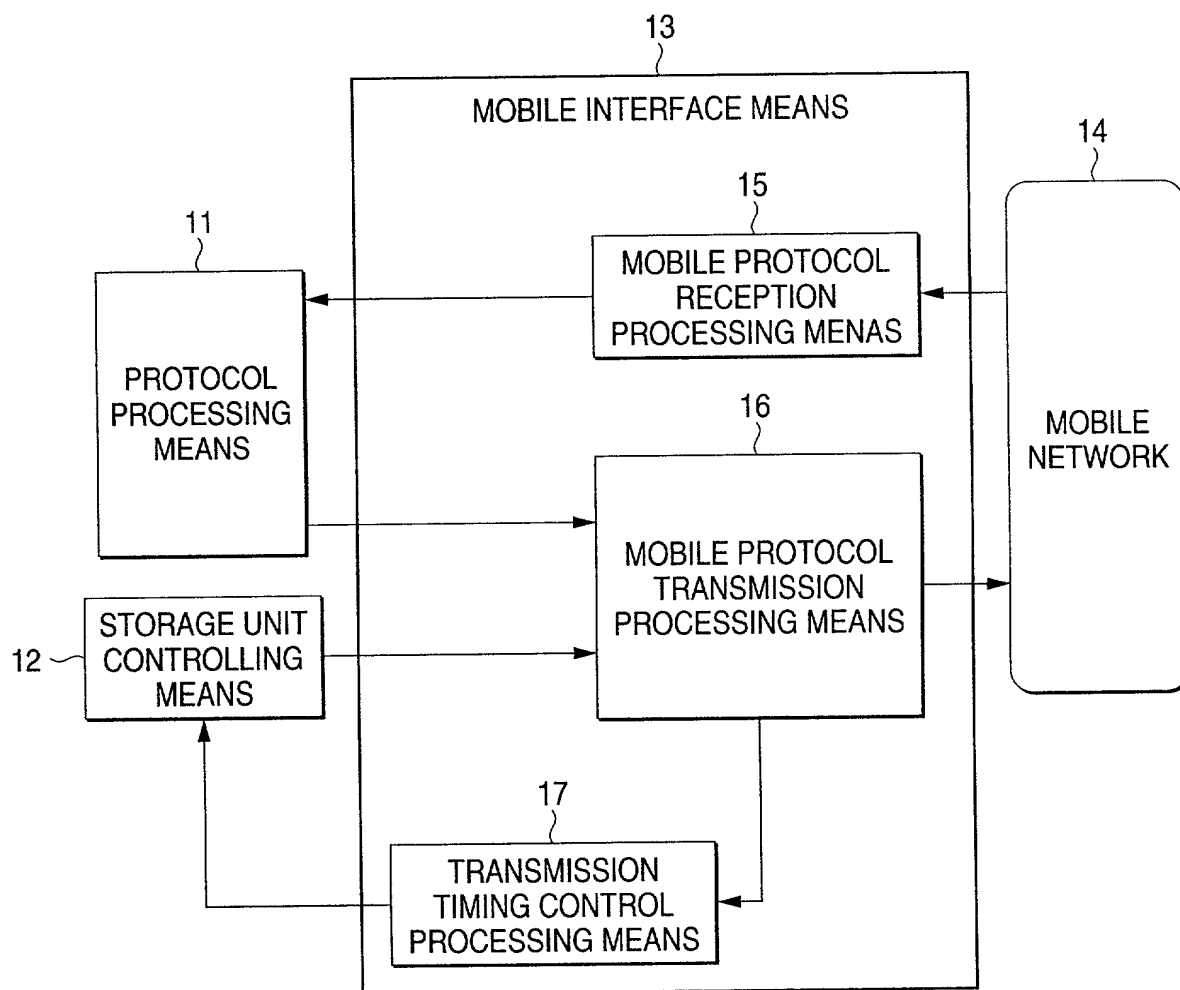 13
MOBILE INTERFACE MEANS
14
15
11
MOBILE PROTOCOL
RECEPTION
PROCESSING MENAS
PROTOCOL
PROCESSING
MEANS
16
MOBILE
NETWORK
MOBILE PROTOCOL
TRANSMISSION
PROCESSING MEANS
12
STORAGE UNIT
CONTROLLING
MEANS
17
TRANSMISSION
TIMING CONTROL
PROCESSING MEANS